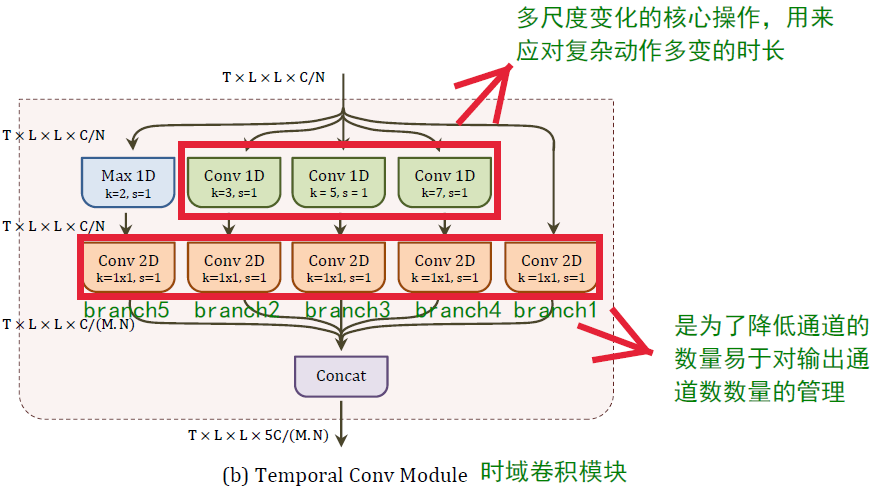 多尺度变化的核心操作，用来
应对复杂动作多变的时长
T×L×L×C/N
T×L×L×C/N
Max 1D
k=2, s=1
Conv 1D
k=3, s=1
Conv 1D
k = 5, s = 1
Conv 1D
k=7, s=1
T×L×L×C/N
Conv 2D
k=1x1, s=1
Conv 2D
k=1x1, s=1
Conv 2D
k=1x1, s=1
Conv 2D
k =1x1, s=1
Conv 2D
k =1x1, s=1
branch5
branch2
branch3
branch4
branch1
T×L×L×C/(M.N)
是为了降低通道的
数量易于对输出通
道数数量的管理
Concat
T×L×L×5C/(M.N)
(b) Temporal Conv Module 时域卷积模块